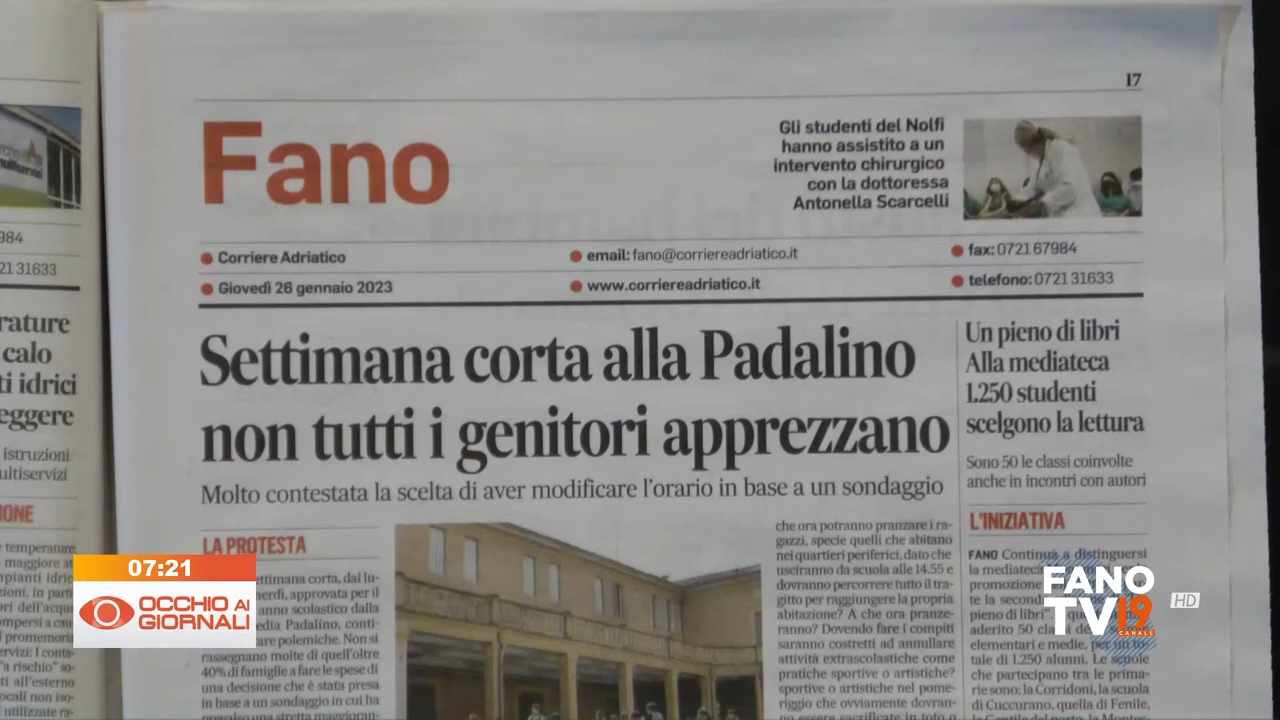 17
Fano
Gli studenti del Nolfi
hanno assistito a un
intervento chirurgico
con la dottoressa
Antonella Scarcelli
Corriere Adriatico
email: fano@corriereadriatico.it
fax: 0721 67984
Giovedì 26 gennaio 2023
www.corriereadriatico.it
telefono: 0721 31633
984
21 31633
rature
calo
ti idrici
eggere
istruzioni
ultiservizi
IONE
Settimana corta alla Padalino
non tutti i genitori apprezzano
Molto contestata la scelta di aver modificare l'orario in base a un sondaggio
LA PROTESTA
ettimana corta, dal lu-
erdì, approvata per il
anno scolastico dalla
edia Padalino, conti-
polemiche. Non si
rassegnano molte di quell'oltre
40% di famiglie a fare le spese di
una decisione che è stata presa
in base a un sondaggio in cui ha
che ora potranno pranzare i ra-
gazzi, specie quelli che abitano
nei quartieri periferici, dato che
usciranno da scuola alle 14.55 e
dovranno percorrere tutto il tra-
gitto per raggiungere la propria
abitazione? A che ora pranze-
ranno? Dovendo fare i compiti
saranno costretti ad annullare
attività extrascolastiche come
pratiche sportive o artistiche?
sportive o artistiche nel pome-
riggio che ovviamente dovran-
no essere sacrificate in toto o
Un pieno di libri
Alla mediateca
1.250 studenti
scelgono la lettura
Sono 50 le classi coinvolte
anche in incontri con autori
L'INIZIATIVA
FANO Continua a distinguersi
la mediatec
promozione
te la second
pieno di libri"
aderito 50 cla
elementari e medie, per un to-
tale di 1.250 alunni. Le scuole
che partecipano tra le prima-
rie sono: la Corridoni, la scuola
di Cuccurano, quella di Fenile,
07:21
OCCHIO AI
GIORNALI
FANO
TV19
CANALE
HD